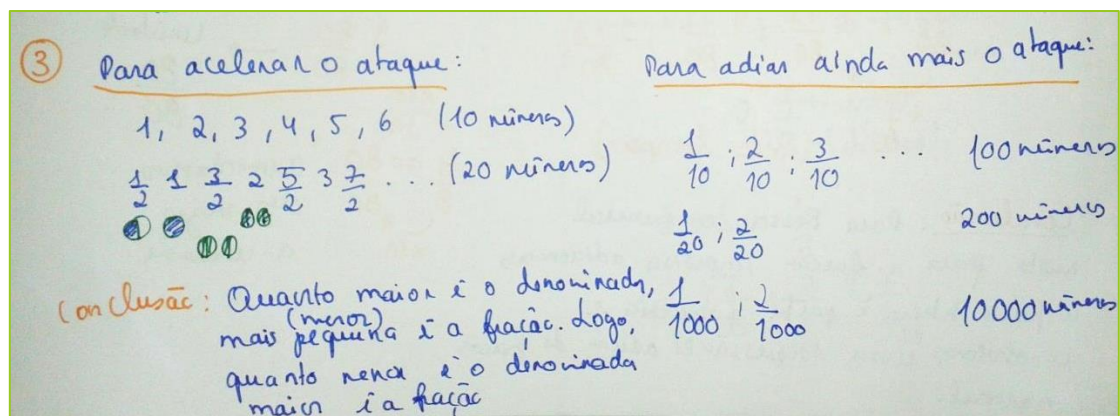 3 Para acelerar o ataque:
1, 2, 3, 4, 5, 6 (10 números)
1/2 1 3/2 2 5/2 3 7/2 ... (20 números)
Para adiar ainda mais o ataque:
1/10 ; 2/10 ; 3/10 ... 100 números
1/20 ; 2/20 200 números
1/1000 ; 2/1000 10000 números
Conclusão: Quanto maior é o denominador,
(menor)
mais pequena é a fração. Logo,
quanto menor é o denominada
maior é a fração